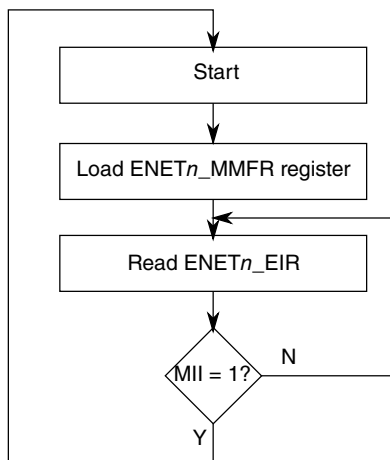 Start
Load ENETn_MMFR register
Read ENETn_EIR
MII = 1?
N
Y